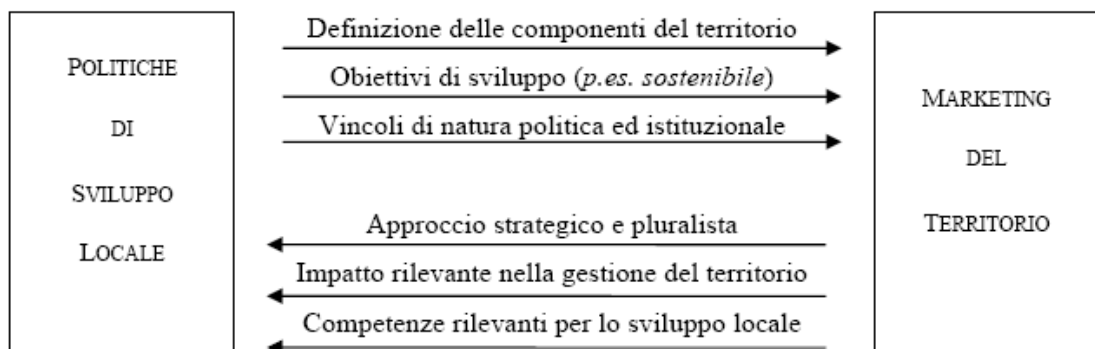 POLITICHE
DI
SVILUPPO
LOCALE
Definizione delle componenti del territorio
Obiettivi di sviluppo (p.es. sostenibile)
Vincoli di natura politica ed istituzionale
Approccio strategico e pluralista
Impatto rilevante nella gestione del territorio
Competenze rilevanti per lo sviluppo locale
MARKETING
DEL
TERRITORIO